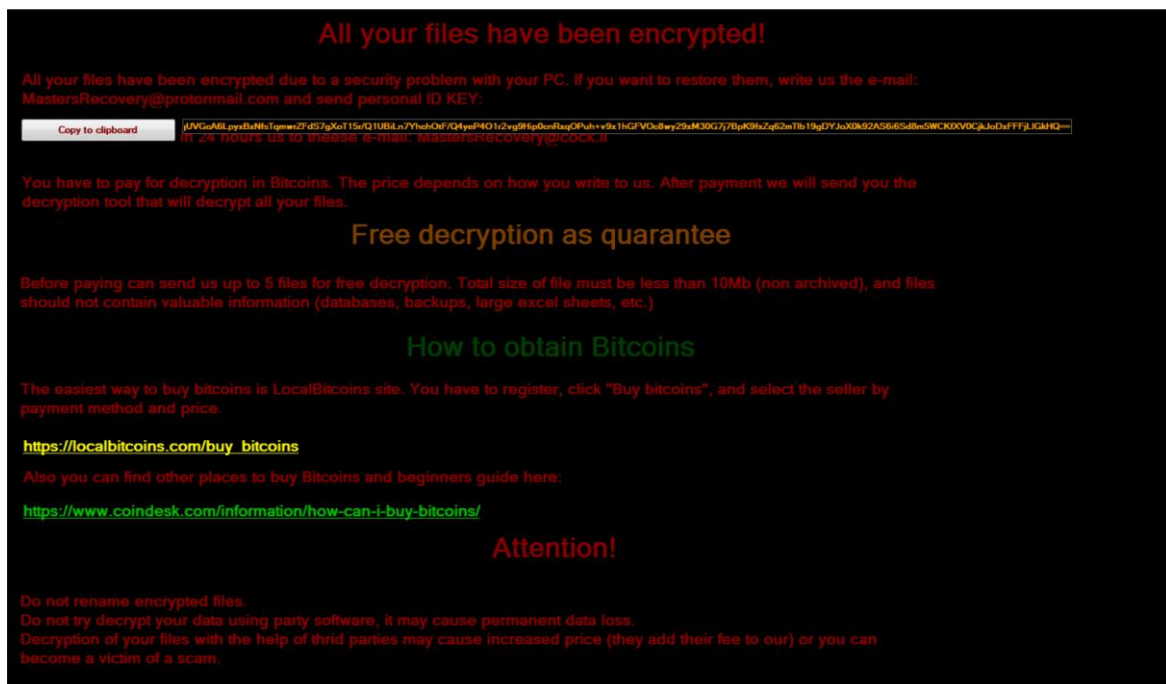 All your files have been encrypted!
All your files have been encrypted due to a security problem with your PC. If you want to restore them, write us the e-mail:
MastersRecovery@protonmail.com and send personal ID KEY:
Copy to clipboard
in 24 hours us to theese e-mail: MastersRecovery@cock.li
You have to pay for decryption in Bitcoins. The price depends on how you write to us. After payment we will send you the
decryption tool that will decrypt all your files.
Free decryption as quarantee
Before paying can send us up to 5 files for free decryption. Total size of file must be less than 10Mb (non archived), and files
should not contain valuable information (databases, backups, large excel sheets, etc.)
How to obtain Bitcoins
The easiest way to buy bitcoins is LocalBitcoins site. You have to register, click "Buy bitcoins", and select the seller by
payment method and price.
https://localbitcoins.com/buy_bitcoins
Also you can find other places to buy Bitcoins and beginners guide here:
https://www.coindesk.com/information/how-can-i-buy-bitcoins/
Attention!
Do not rename encrypted files.
Do not try decrypt your data using party software, it may cause permanent data loss.
Decryption of your files with the help of thrid parties may cause increased price (they add their fee to our) or you can
become a victim of a scam.